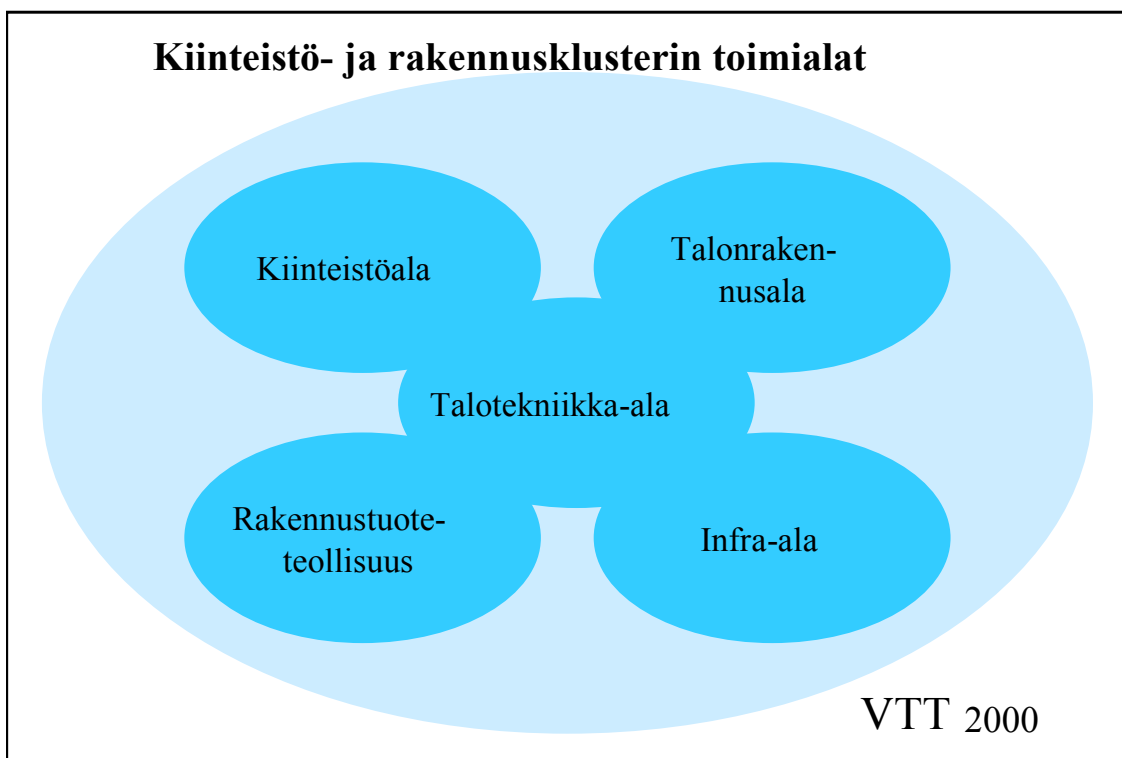 Kiinteistö- ja rakennusklusterin toimialat
Kiinteistöala
Talonraken-
nusala
Talotekniikka-ala
Rakennustuote-
teollisuus
Infra-ala
VTT 2000